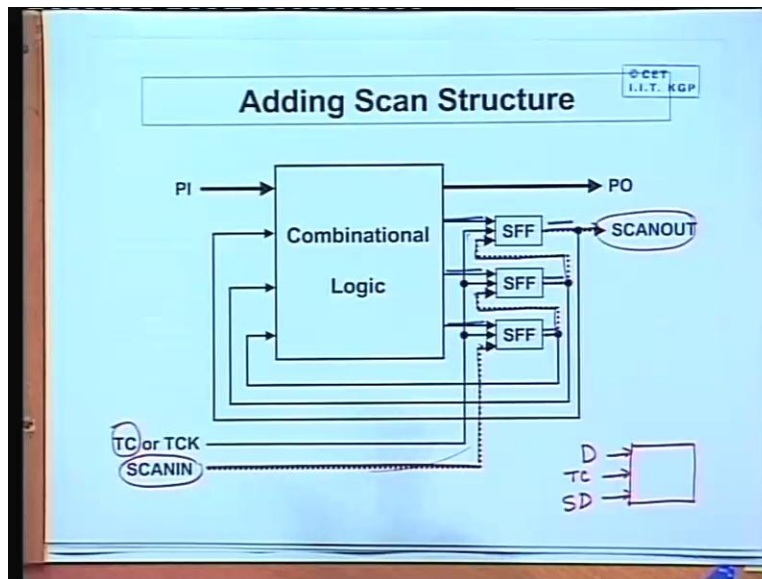 © CET
I.I.T. KGP
Adding Scan Structure
PI
PO
Combinational
Logic
SFF
SCANOUT
SFF
SFF
TC or TCK
SCANIN
D
TC
SD